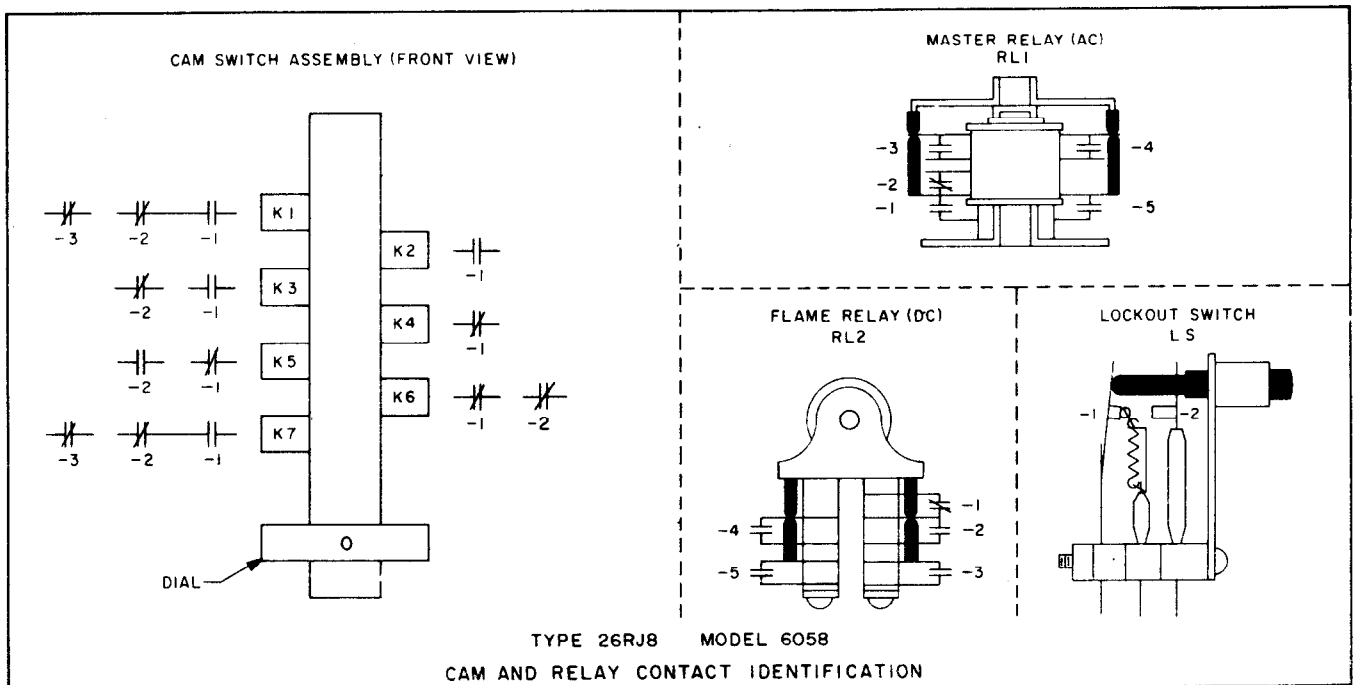 CAM SWITCH ASSEMBLY (FRONT VIEW)
K1
-3 -2 -1
K2
-1
K3
-2 -1
K4
-1
K5
-2 -1
K6
-1 -2
K7
-3 -2 -1
O
DIAL
MASTER RELAY (AC)
RL1
-3 -4
-2
-1 -5
FLAME RELAY (DC)
RL2
-1
-4 -2
-5 -3
LOCKOUT SWITCH
LS
-1 -2
TYPE 26RJ8 MODEL 6058
CAM AND RELAY CONTACT IDENTIFICATION